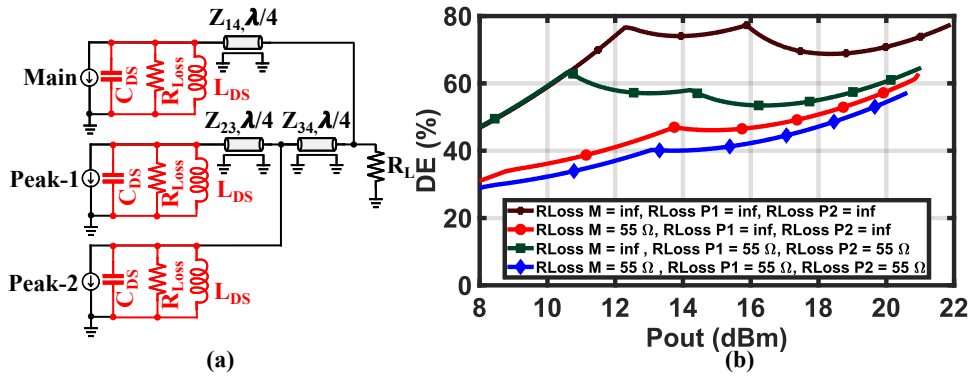 Z14,λ/4
Main
CDS
RLoss
LDS
Z23,λ/4
Z34,λ/4
Peak-1
CDS
RLoss
LDS
RL
Peak-2
CDS
RLoss
LDS
(a)
80
60
40
20
0
DE (%)
RLoss M = inf, RLoss P1 = inf, RLoss P2 = inf
RLoss M = 55 Ω, RLoss P1 = inf, RLoss P2 = inf
RLoss M = inf , RLoss P1 = 55 Ω, RLoss P2 = 55 Ω
RLoss M = 55 Ω , RLoss P1 = 55 Ω, RLoss P2 = 55 Ω
8 10 12 14 16 18 20 22
Pout (dBm)
(b)